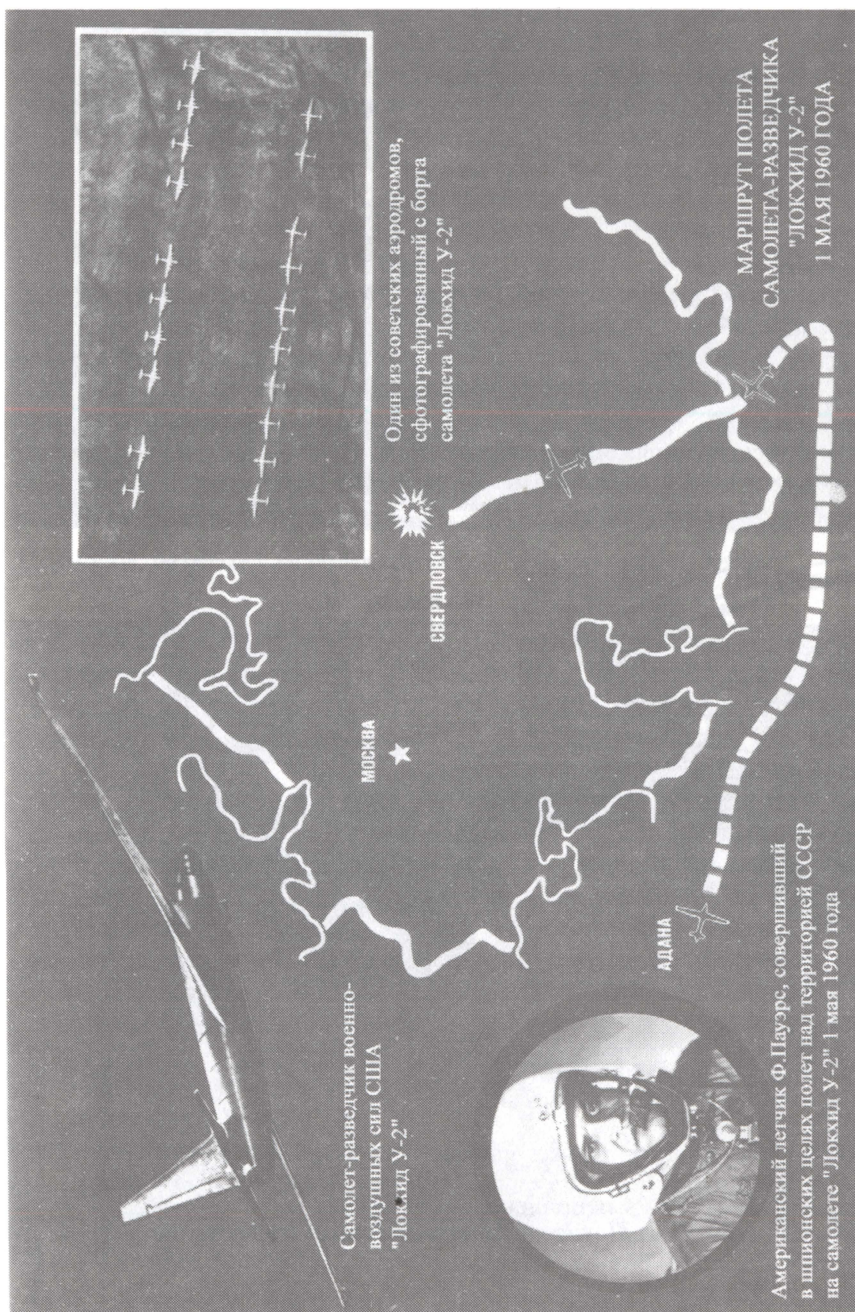 Самолет-разведчик военно-
воздушных сил США
"Локхид У-2"
Один из советских аэродромов,
сфотографированный с борта
самолета "Локхид У-2"
МОСКВА
СВЕРДЛОВСК
АДАНА
МАРШРУТ ПОЛЕТА
САМОЛЕТА-РАЗВЕДЧИКА
"ЛОКХИД У-2"
1 МАЯ 1960 ГОДА
Американский летчик Ф.Пауэрс, совершивший
в шпионских целях полет над территорией СССР
на самолете "Локхид У-2" 1 мая 1960 года